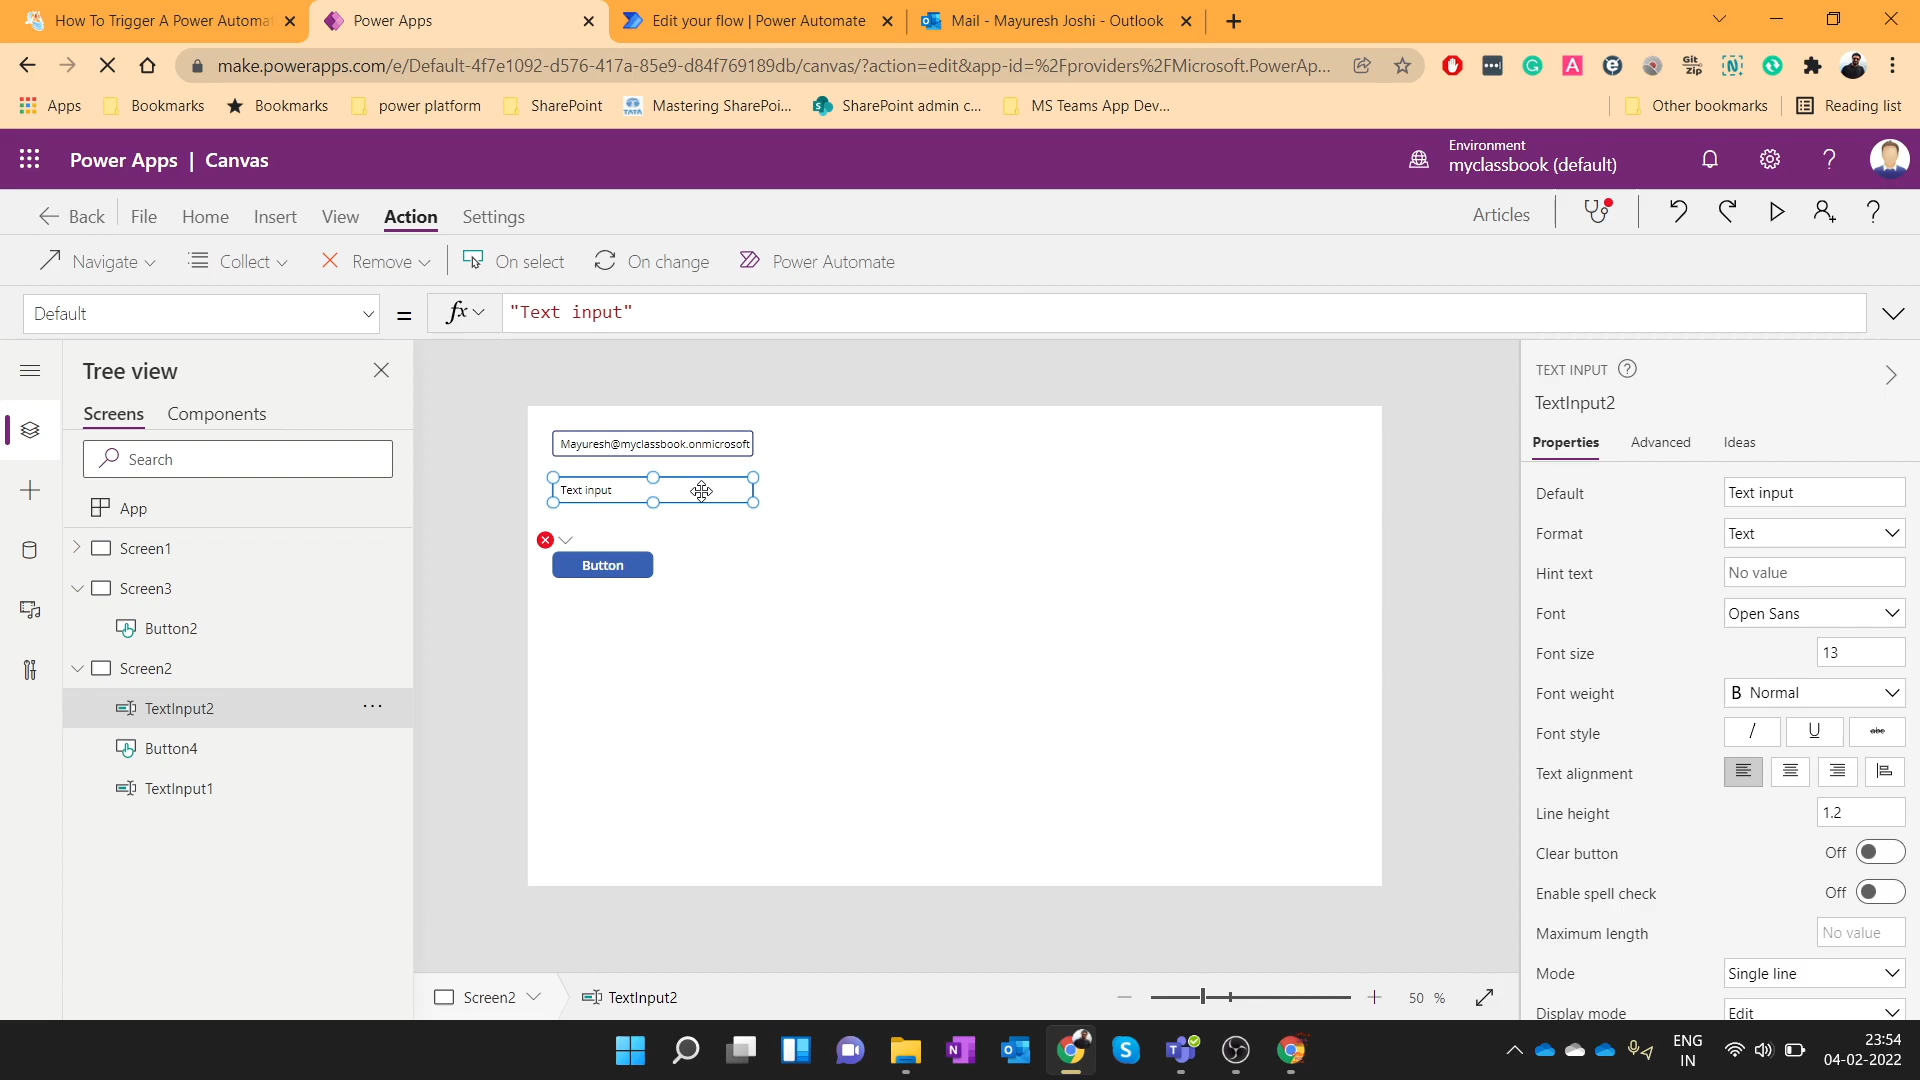 How To Trigger A Power Automat
Power Apps
Edit your flow | Power Automate
Mail - Mayuresh Joshi - Outlook
make.powerapps.com/e/Default-4f7e1092-d576-417a-85e9-d84f769189db/canvas/?action=edit&app-id=%2Fproviders%2FMicrosoft.PowerAp...
Apps
Bookmarks
Bookmarks
power platform
SharePoint
Mastering SharePoi...
SharePoint admin c...
MS Teams App Dev...
Other bookmarks
Reading list
Power Apps | Canvas
Environment
myclassbook (default)
Back
File
Home
Insert
View
Action
Settings
Articles
Navigate
Collect
Remove
On select
On change
Power Automate
Default
=
fx
"Text input"
Tree view
Screens
Components
Search
App
Screen1
Screen3
Button2
Screen2
TextInput2
Button4
TextInput1
Mayuresh@myclassbook.onmicrosoft
Text input
Button
TEXT INPUT
TextInput2
Properties
Advanced
Ideas
Default
Text input
Format
Text
Hint text
No value
Font
Open Sans
Font size
13
Font weight
B Normal
Font style
/
U
abc
Text alignment
Line height
1.2
Clear button
Off
Enable spell check
Off
Maximum length
No value
Mode
Single line
Display mode
Edit
Screen2
TextInput2
50 %
ENG
IN
23:54
04-02-2022